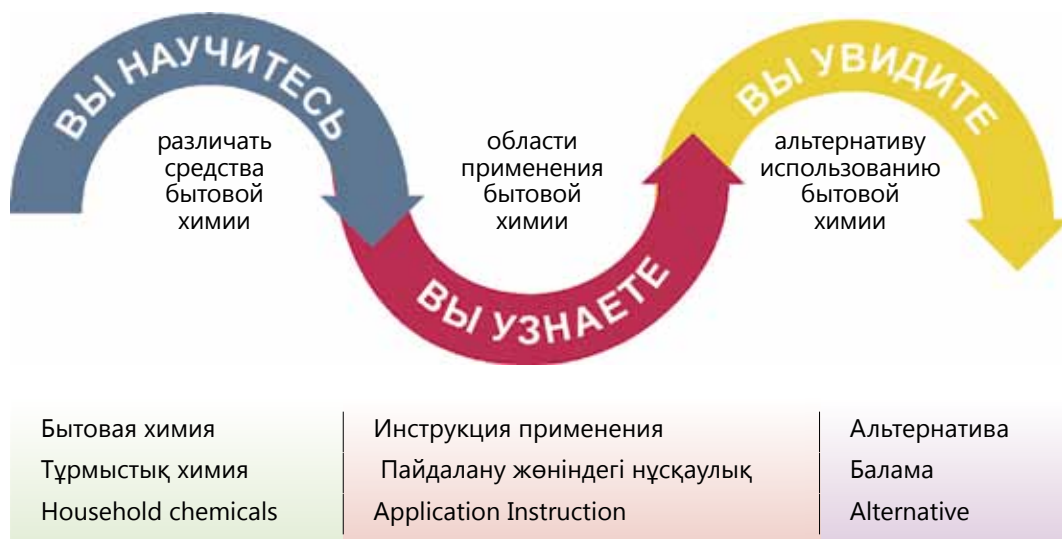 ВЫ НАУЧИТЕСЬ
различать
средства
бытовой
химии
ВЫ УЗНАЕТЕ
области
применения
бытовой
химии
ВЫ УВИДИТЕ
альтернативу
использованию
бытовой
химии
Бытовая химия
Тұрмыстық химия
Household chemicals
Инструкция применения
Пайдалану жөніндегі нұсқаулық
Application Instruction
Альтернатива
Балама
Alternative